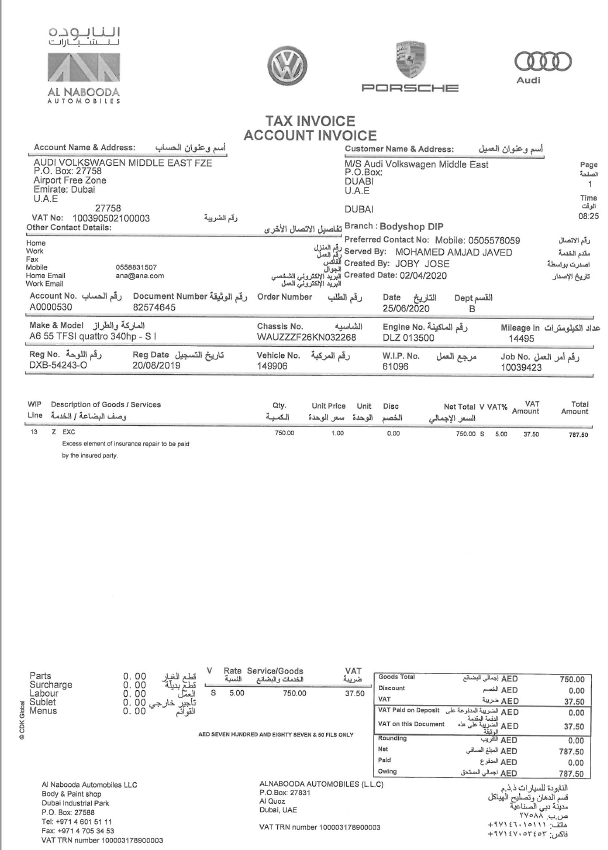 النابوده
للسيارات
AL NABOODA
AUTOMOBILES
PORSCHE
Audi
TAX INVOICE
ACCOUNT INVOICE
Account Name & Address: أسم وعنوان الحساب
AUDI VOLKSWAGEN MIDDLE EAST FZE
P.O. Box: 27758
Airport Free Zone
Emirate: Dubai
U.A.E
27758
VAT No: 100390502100003 رقم الضريبة
Other Contact Details: تفاصيل الاتصال الأخرى
Home رقم المنزل
Work رقم العمل
Fax الفاكس
Mobile 0558831507 الجوال
Home Email ana@ana.com البريد الإلكتروني الشخصي
Work Email البريد الإلكتروني العمل
Customer Name & Address: أسم وعنوان العميل
M/S Audi Volkswagen Middle East
P.O. Box:
DUABI
U.A.E
DUBAI
Page
الصفحة
1
Time
الوقت
08:25
Branch : Bodyshop DIP
Preferred Contact No: Mobile: 0505576059 رقم الاتصال
Served By: MOHAMED AMJAD JAVED مقدم الخدمة
Created By: JOBY JOSE اصدرت بواسطة
Created Date: 02/04/2020 تاريخ الإصدار
Account No. رقم الحساب Document Number رقم الوثيقة Order Number رقم الطلب Date التاريخ Dept القسم
A0000530 82574645 25/06/2020 B
Make & Model الماركة والطراز Chassis No. الشاسيه Engine No. رقم الماكينة Mileage in عداد الكيلومترات
A6 55 TFSI quattro 340hp - S l WAUZZZF26KN032268 DLZ 013500 14495
Reg No. رقم اللوحة Reg Date تاريخ التسجيل Vehicle No. رقم المركبة W.I.P. No. مرجع العمل Job No. رقم أمر العمل
DXB-54243-O 20/08/2019 149906 61096 10039423
WIP Description of Goods / Services Qty. Unit Price Unit Disc Net Total V VAT% VAT Total
Line وصف البضاعة / الخدمة الكمية سعر الوحدة الوحدة الخصم السعر الإجمالي Amount Amount
13 Z EXC 750.00 1.00 0.00 750.00 S 5.00 37.50 787.50
Excess element of insurance repair to be paid
by the insured party.
© CDK Global
Parts 0.00 قطع الغيار
Surcharge 0.00 قطع بديلة
Labour 0.00 العمل
Sublet 0.00 تأجير خارجي
Menus 0.00 القوائم
V Rate Service/Goods VAT
النسبة الخدمات والبضائع ضريبة
S 5.00 750.00 37.50
AED SEVEN HUNDRED AND EIGHTY SEVEN & 50 FILS ONLY
Goods Total إجمالي البضائع AED 750.00
Discount الخصم AED 0.00
VAT ضريبة AED 37.50
VAT Paid on Deposit الضريبة المدفوعة على الدفعة المقدمة AED 0.00
VAT on this Document الضريبة على هذه الوثيقة AED 37.50
Rounding التقريب AED 0.00
Net المبلغ الصافي AED 787.50
Paid المدفوع AED 0.00
Owing إجمالي المستحق AED 787.50
Al Nabooda Automobiles LLC
Body & Paint shop
Dubai Industrial Park
P.O. Box: 27588
Tel: +971 4 601 51 11
Fax: +971 4 705 34 53
VAT TRN number 100003178900003
ALNABOODA AUTOMOBILES (L.L.C)
P.O.Box: 27831
Al Quoz
Dubai, UAE
VAT TRN number 100003178900003
النابودة للسيارات ذ.ذ.م
قسم الدهان وتصليح الهياكل
مدينة دبي الصناعية
ص.ب. ٢٧٥٨٨
هاتف: ٩٧١٤٦٠١٥١١١+
فاكس: ٩٧١٤٧٠٥٣٤٥٣+